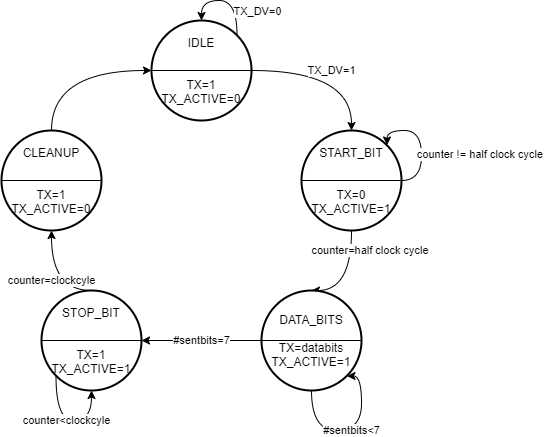 TX_DV=0
IDLE
TX=1
TX_ACTIVE=0
TX_DV=1
CLEANUP
TX=1
TX_ACTIVE=0
START_BIT
TX=0
TX_ACTIVE=1
counter != half clock cycle
counter=half clock cycle
counter=clockcyle
STOP_BIT
TX=1
TX_ACTIVE=1
#sentbits=7
DATA_BITS
TX=databits
TX_ACTIVE=1
counter<clockcyle
#sentbits<7